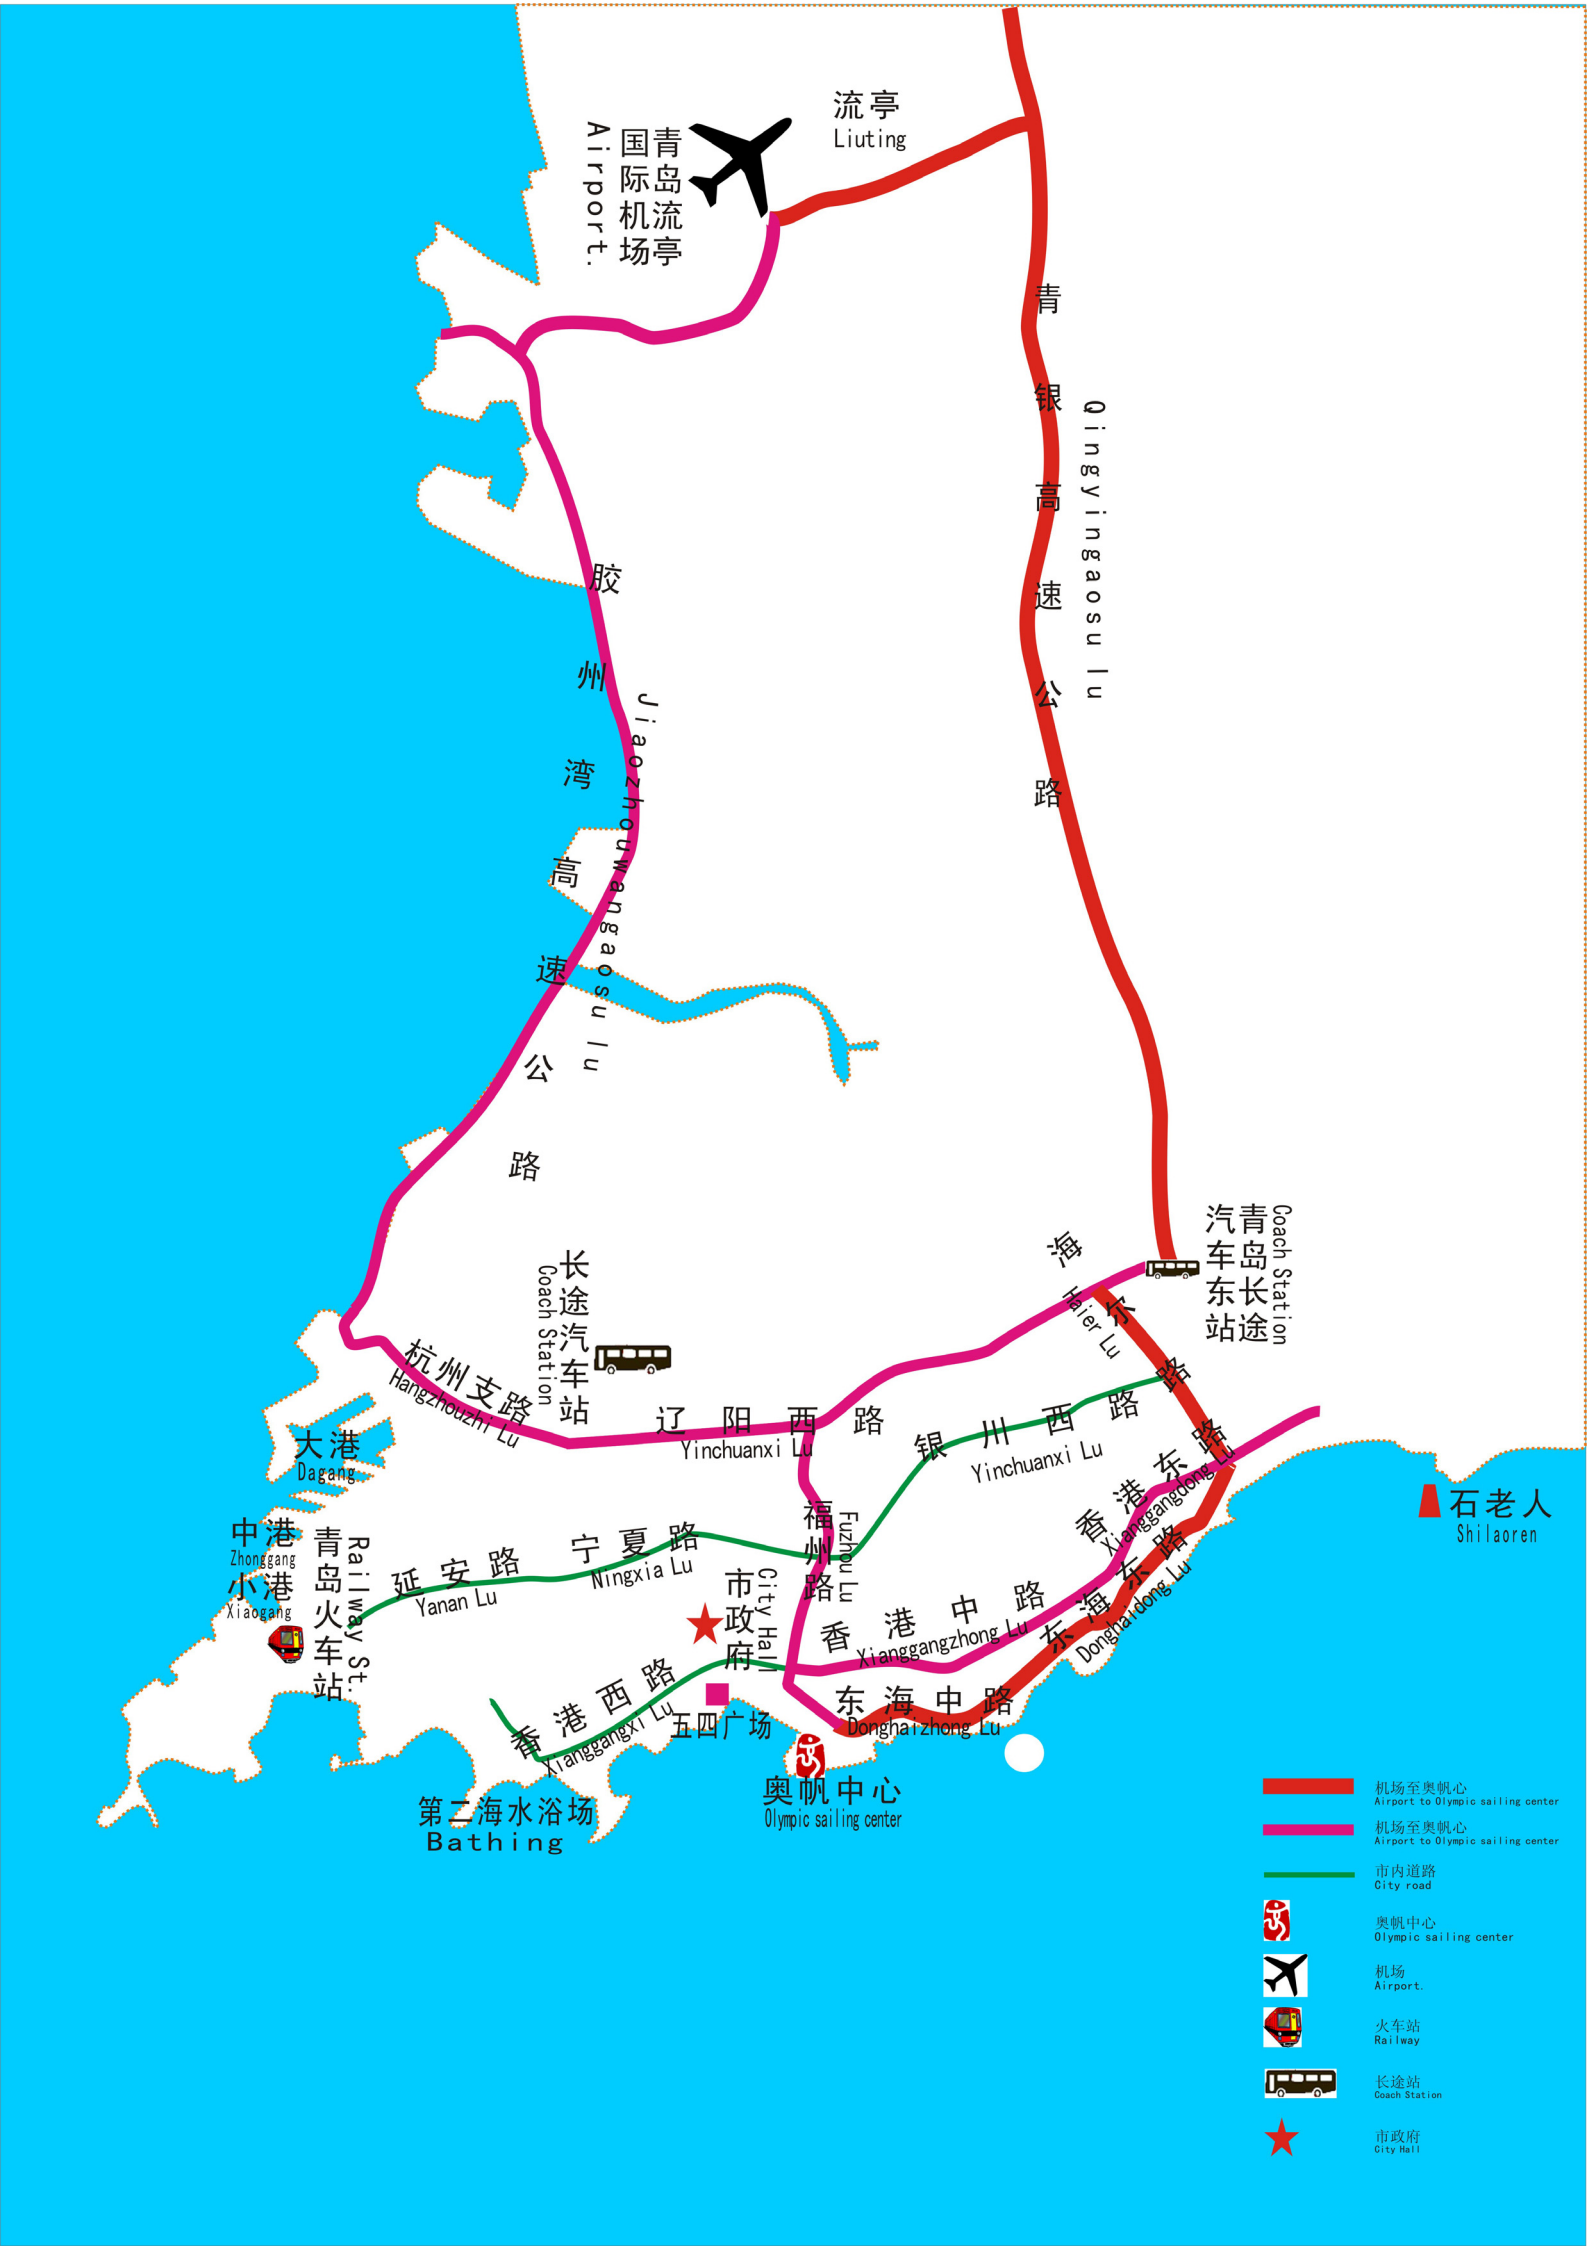 流亭
Liuting
青岛流亭
国际机场
Airport.
青银高速公路
Qingyingaosu lu
胶州湾高速公路
Jiaozhouwangaosu lu
青岛长途
汽车东站
Coach Station
海尔路
Haier Lu
长途汽车站
Coach Station
杭州支路
Hangzhouzhi Lu
辽阳西路
Yinchuanxi Lu
银川西路
Yinchuanxi Lu
香港东路
Xianggangdong Lu
大港
Dagang
中港
Zhonggang
小港
Xiaogang
青岛火车站
Railway St.
延安路
Yanan Lu
宁夏路
Ningxia Lu
福州路
Fuzhou Lu
市政府
City Hall
香港中路
Xianggangzhong Lu
东海东路
Donghaidong Lu
石老人
Shilaoren
香港西路
Xianggangxi Lu
五四广场
东海中路
Donghaizhong Lu
奥帆中心
Olympic sailing center
第二海水浴场
Bathing
机场至奥帆心
Airport to Olympic sailing center
机场至奥帆心
Airport to Olympic sailing center
市内道路
City road
奥帆中心
Olympic sailing center
机场
Airport.
火车站
Railway
长途站
Coach Station
市政府
City Hall